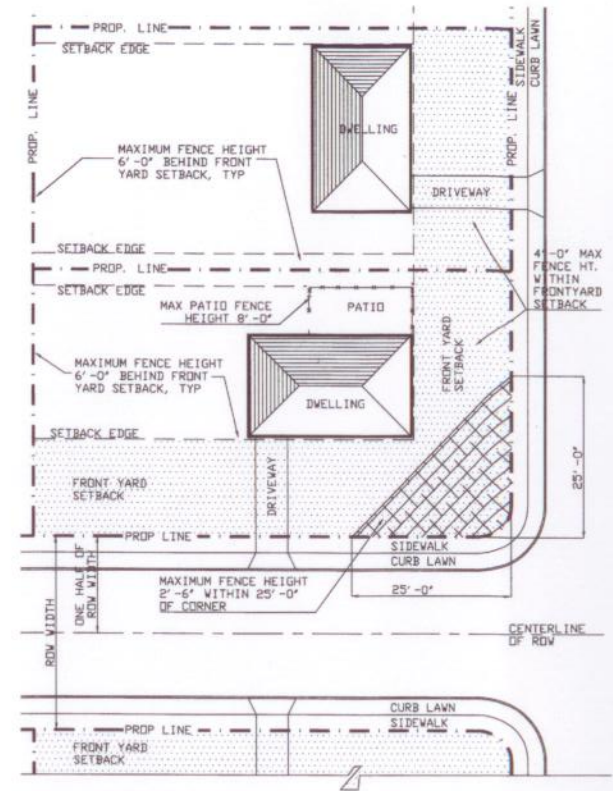 PROP. LINE
SETBACK EDGE
SIDEWALK
CURB LAWN
PROP. LINE
PROP. LINE
DWELLING
MAXIMUM FENCE HEIGHT
6'-0" BEHIND FRONT
YARD SETBACK, TYP
DRIVEWAY
SETBACK EDGE
PROP. LINE
SETBACK EDGE
4'-0" MAX
FENCE HT.
WITHIN
FRONTYARD
SETBACK
MAX PATIO FENCE
HEIGHT 8'-0"
PATIO
FRONT YARD
SETBACK
MAXIMUM FENCE HEIGHT
6'-0" BEHIND FRONT
YARD SETBACK, TYP
DWELLING
SETBACK EDGE
25'-0"
FRONT YARD
SETBACK
DRIVEWAY
PROP LINE
SIDEWALK
CURB LAWN
ONE HALF OF
ROW WIDTH
MAXIMUM FENCE HEIGHT
2'-6" WITHIN 25'-0"
OF CORNER
25'-0"
ROW WIDTH
CENTERLINE
OF ROW
CURB LAWN
SIDEWALK
PROP LINE
FRONT YARD
SETBACK